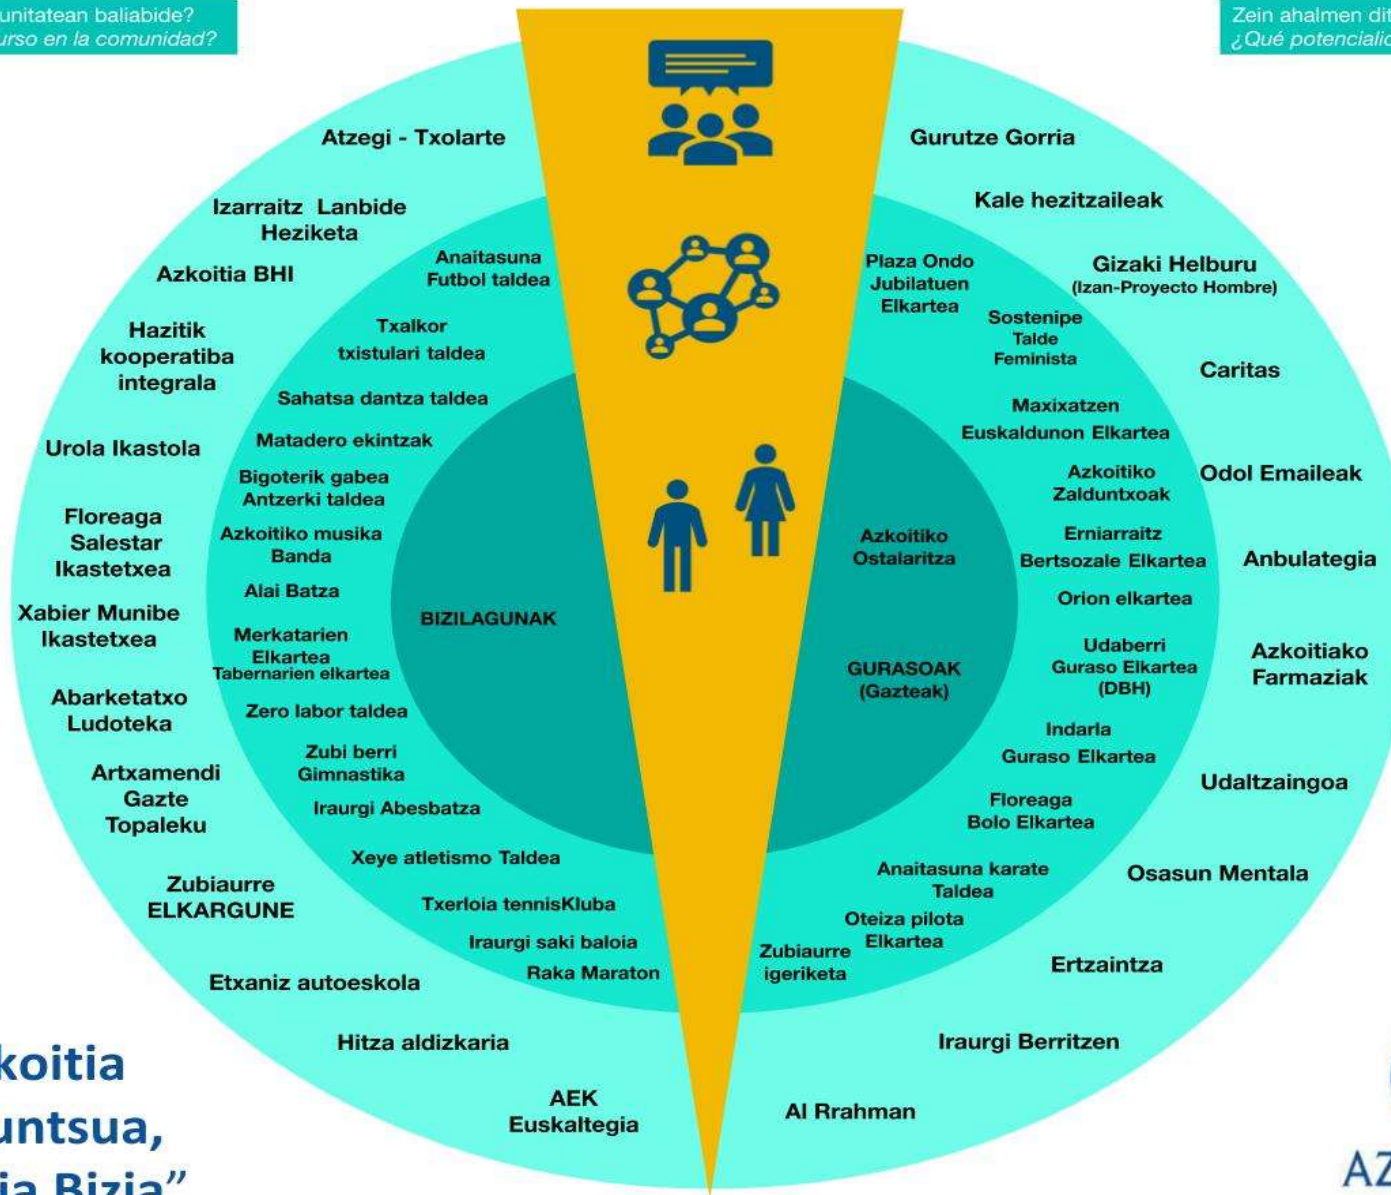 unitatean baliabide?
urso en la comunidad?
Zein ahalmen dit
¿Qué potencialid
Atzegi - Txolarte
Izarraitz Lanbide
Heziketa
Azkoitia BHI
Hazitik
kooperatiba
integrala
Urola Ikastola
Floreaga
Salestar
Ikastetxea
Xabier Munibe
Ikastetxea
Abarketatxo
Ludoteka
Artxamendi
Gazte
Topaleku
Zubiaurre
ELKARGUNE
Etxaniz autoeskola
Hitza aldizkaria
AEK
Euskaltegia
Anaitasuna
Futbol taldea
Txalkor
txistulari taldea
Sahatsa dantza taldea
Matadero ekintzak
Bigoterik gabea
Antzerki taldea
Azkoitiko musika
Banda
Alai Batza
Merkatarien
Elkartea
Tabernarien elkartea
Zero labor taldea
Zubi berri
Gimnastika
Iraurgi Abesbatza
Xeye atletismo Taldea
Txerloia tennisKluba
Iraurgi saki baloia
Raka Maraton
BIZILAGUNAK
Azkoitiko
Ostalaritza
GURASOAK
(Gazteak)
Plaza Ondo
Jubilatuen
Elkartea
Sostenipe
Talde
Feminista
Maxixatzen
Euskaldunon Elkartea
Azkoitiko
Zalduntxoak
Erniarraitz
Bertsozale Elkartea
Orion elkartea
Udaberri
Guraso Elkartea
(DBH)
Indarla
Guraso Elkartea
Floreaga
Bolo Elkartea
Anaitasuna karate
Taldea
Oteiza pilota
Elkartea
Zubiaurre
igeriketa
Gurutze Gorria
Kale hezitzaileak
Gizaki Helburu
(Izan-Proyecto Hombre)
Caritas
Odol Emaileak
Anbulategia
Azkoitiako
Farmaziak
Udaltzaingoa
Osasun Mentala
Ertzaintza
Iraurgi Berritzen
Al Rrahman
koitia
untsua,
ia Bizia”
AZ